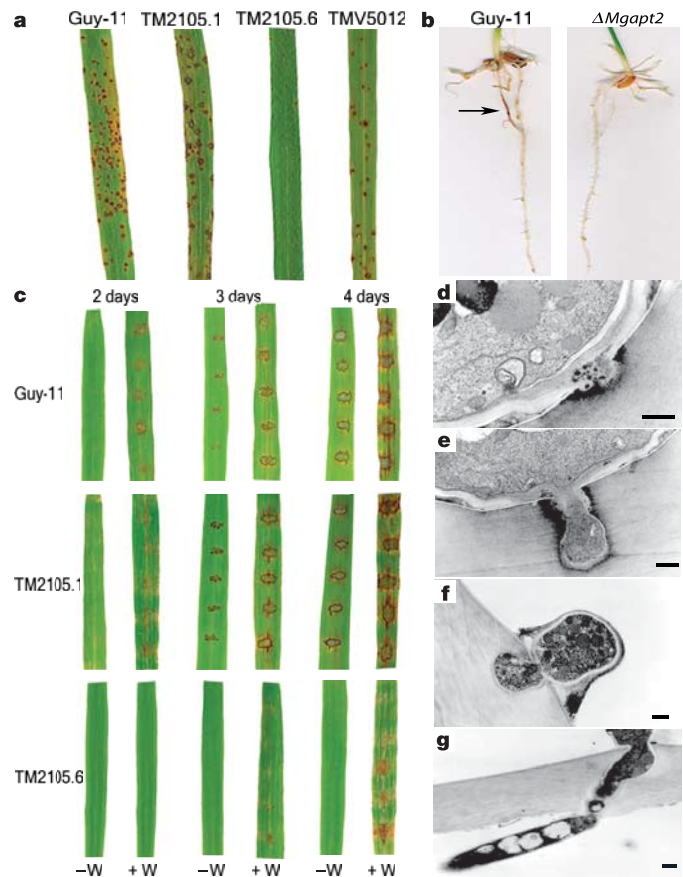 a Guy-11 TM2105.1 TM2105.6 TMV5012
b Guy-11 ΔMgapt2
c 2 days 3 days 4 days
Guy-11
TM2105.1
TM2105.6
–W + W –W + W –W + W
d
e
f
g